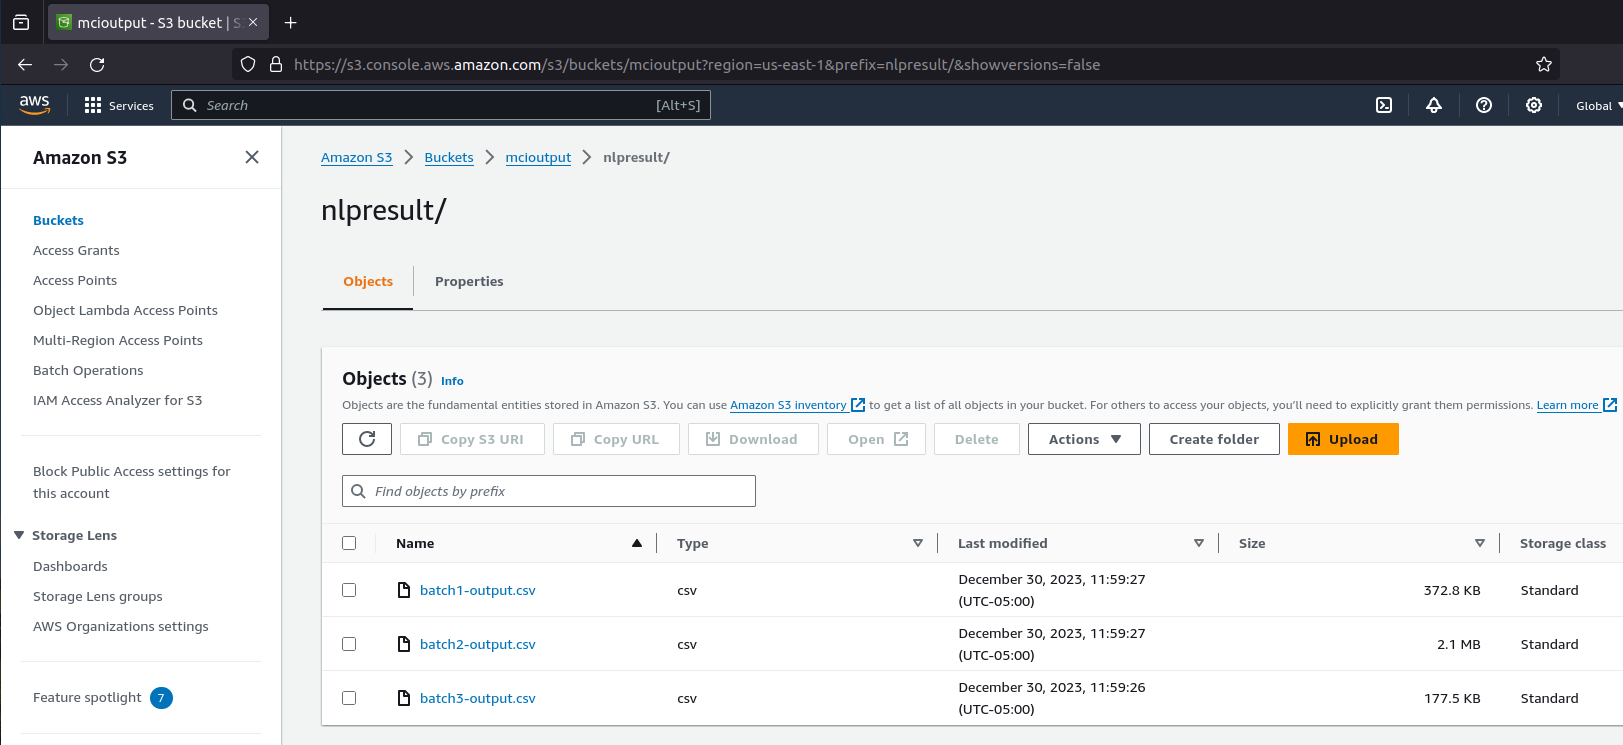 mcioutput - S3 bucket | S
https://s3.console.aws.amazon.com/s3/buckets/mcioutput?region=us-east-1&prefix=nlpresult/&showversions=false
aws
Services
Search
[Alt+S]
Global
Amazon S3
Buckets
Access Grants
Access Points
Object Lambda Access Points
Multi-Region Access Points
Batch Operations
IAM Access Analyzer for S3
Block Public Access settings for
this account
Storage Lens
Dashboards
Storage Lens groups
AWS Organizations settings
Feature spotlight 7
Amazon S3 > Buckets > mcioutput > nlpresult/
nlpresult/
Objects
Properties
Objects (3) Info
Objects are the fundamental entities stored in Amazon S3. You can use Amazon S3 inventory to get a list of all objects in your bucket. For others to access your objects, you'll need to explicitly grant them permissions. Learn more
Copy S3 URI
Copy URL
Download
Open
Delete
Actions
Create folder
Upload
Find objects by prefix
Name Type Last modified Size Storage class
batch1-output.csv csv December 30, 2023, 11:59:27 (UTC-05:00) 372.8 KB Standard
batch2-output.csv csv December 30, 2023, 11:59:27 (UTC-05:00) 2.1 MB Standard
batch3-output.csv csv December 30, 2023, 11:59:26 (UTC-05:00) 177.5 KB Standard